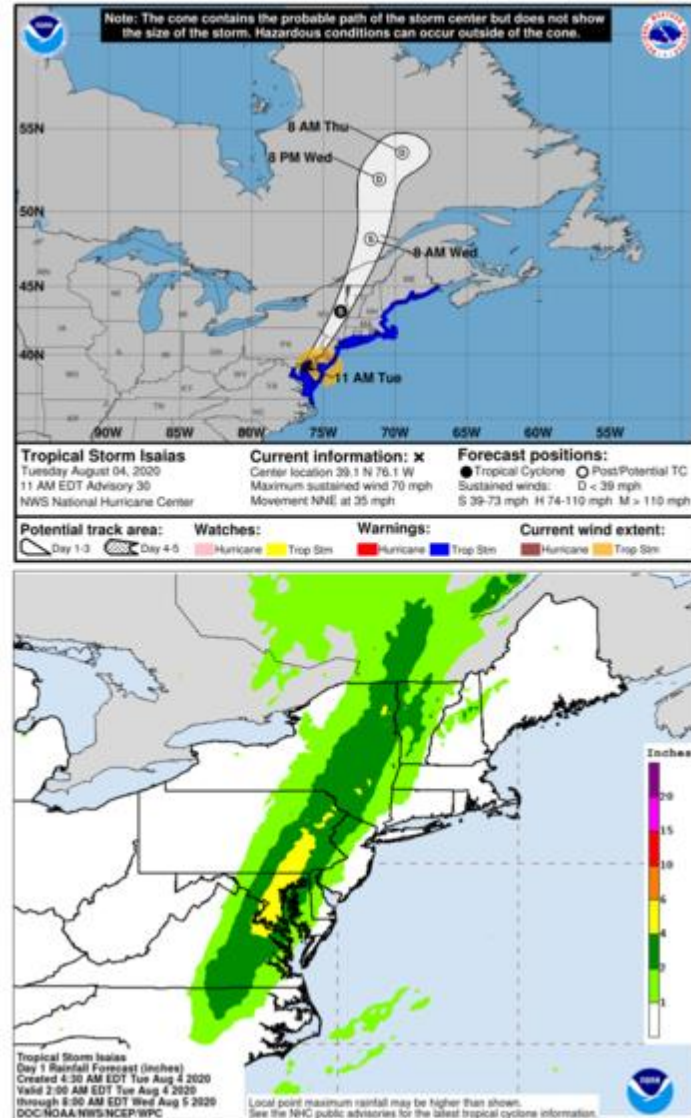 Note: The cone contains the probable path of the storm center but does not show
the size of the storm. Hazardous conditions can occur outside of the cone.
8 AM Thu
55N
8 PM Wed
50N
8 AM Wed
45N
40N
11 AM Tue
90W 85W 80W 75W 70W 65W 60W 55W
Tropical Storm Isaias
Tuesday August 04, 2020
11 AM EDT Advisory 30
NWS National Hurricane Center
Current information: ×
Center location 39.1 N 76.1 W
Maximum sustained wind 70 mph
Movement NNE at 35 mph
Forecast positions:
Tropical Cyclone Post/Potential TC
Sustained winds: D < 39 mph
S 39-73 mph H 74-110 mph M > 110 mph
Potential track area:
Day 1-3 Day 4-5
Watches:
Hurricane Trop Stm
Warnings:
Hurricane Trop Stm
Current wind extent:
Hurricane Trop Stm
Inches
20
15
10
6
4
2
1
Tropical Storm Isaias
Day 1 Rainfall Forecast (inches)
Created 4:30 AM EDT Tue Aug 4 2020
Valid 2:00 AM EDT Tue Aug 4 2020
through 8:00 AM EDT Wed Aug 5 2020
DOC/NOAA/NWS/NCEP/WPC
Local point maximum rainfall may be higher than shown.
See the NHC public advisories for the latest tropical cyclone information.